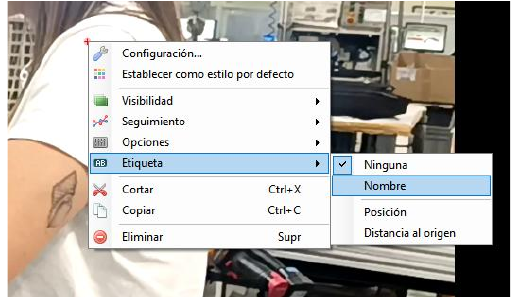 Configuración...
Establecer como estilo por defecto
Visibilidad
Seguimiento
Opciones
AB Etiqueta
Cortar Ctrl+X
Copiar Ctrl+C
Eliminar Supr
Ninguna
Nombre
Posición
Distancia al origen